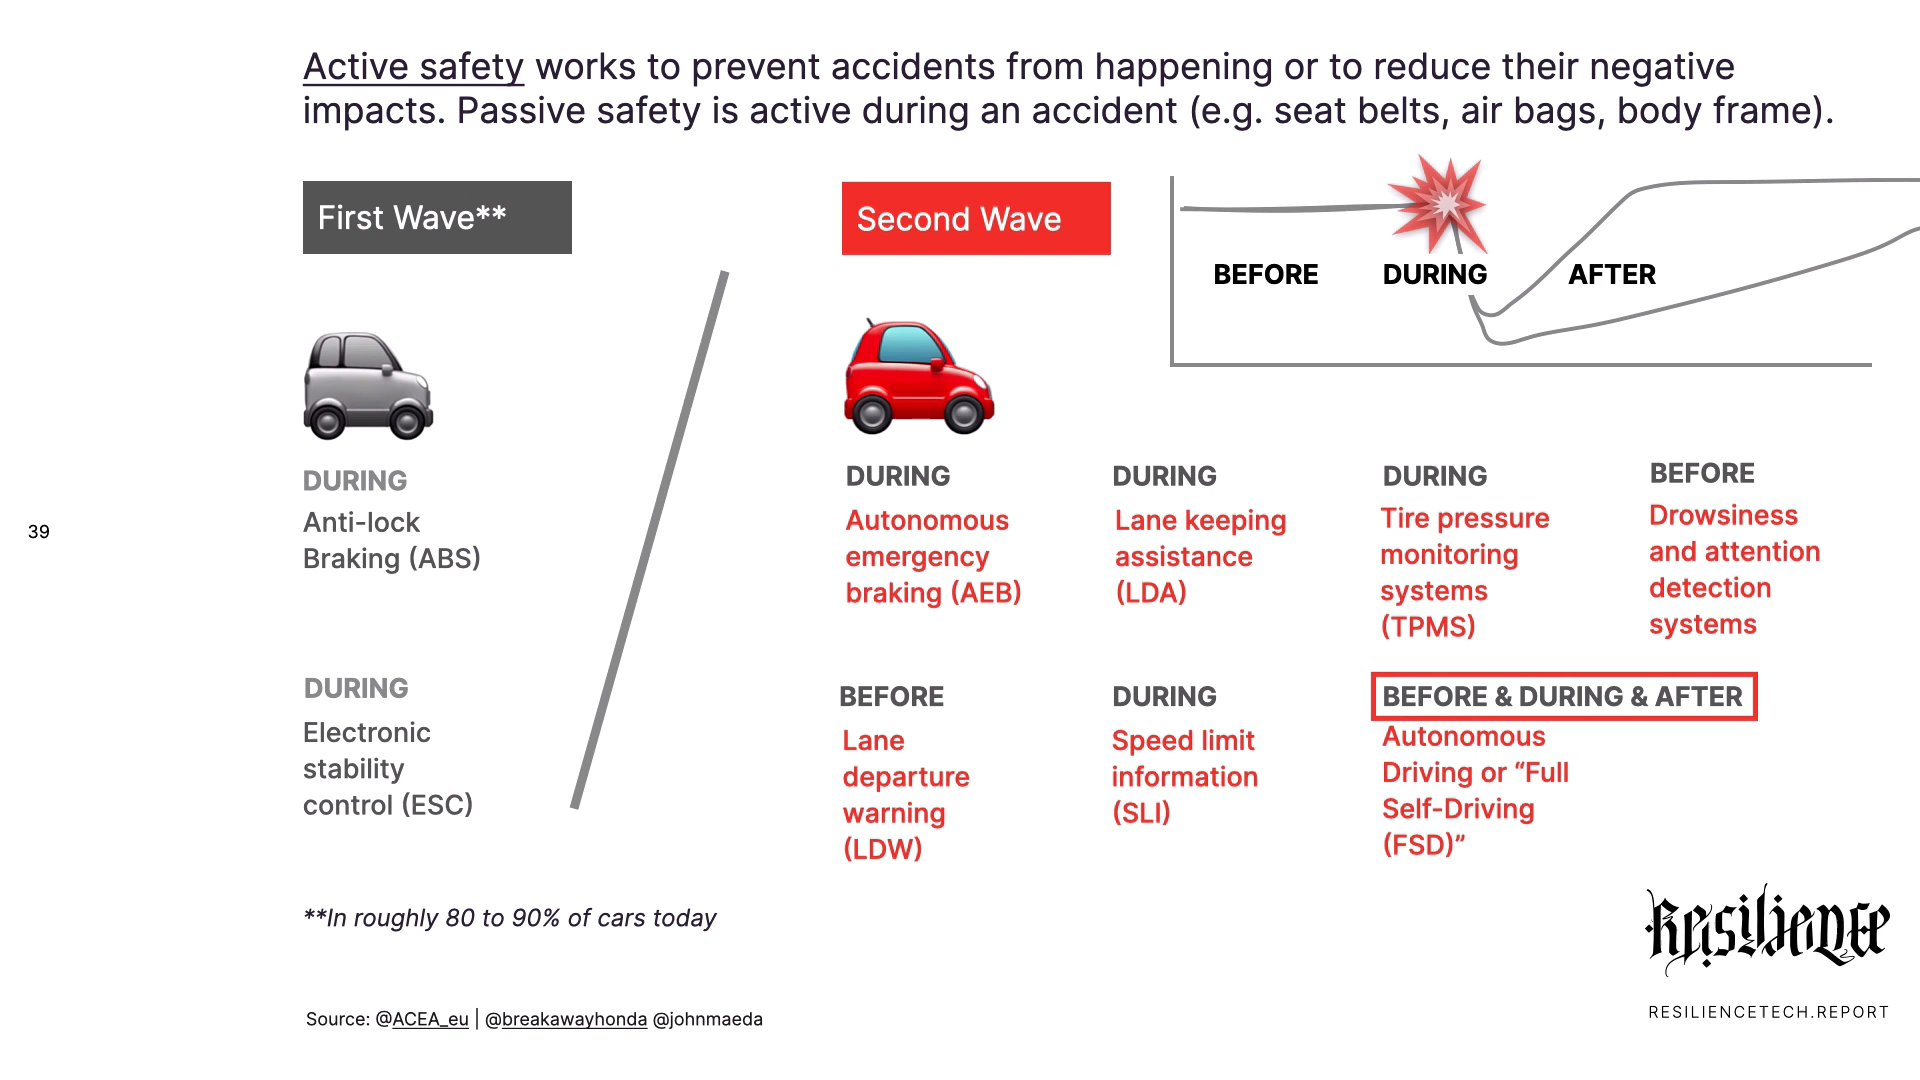 Active safety works to prevent accidents from happening or to reduce their negative
impacts. Passive safety is active during an accident (e.g. seat belts, air bags, body frame).
First Wave**
Second Wave
BEFORE
DURING
AFTER
DURING
Anti-lock
Braking (ABS)
DURING
Electronic
stability
control (ESC)
DURING
Autonomous
emergency
braking (AEB)
DURING
Lane keeping
assistance
(LDA)
DURING
Tire pressure
monitoring
systems
(TPMS)
BEFORE
Drowsiness
and attention
detection
systems
BEFORE
Lane
departure
warning
(LDW)
DURING
Speed limit
information
(SLI)
BEFORE & DURING & AFTER
Autonomous
Driving or “Full
Self-Driving
(FSD)”
39
**In roughly 80 to 90% of cars today
Source: @ACEA_eu | @breakawayhonda @johnmaeda
Resilience
RESILIENCETECH.REPORT